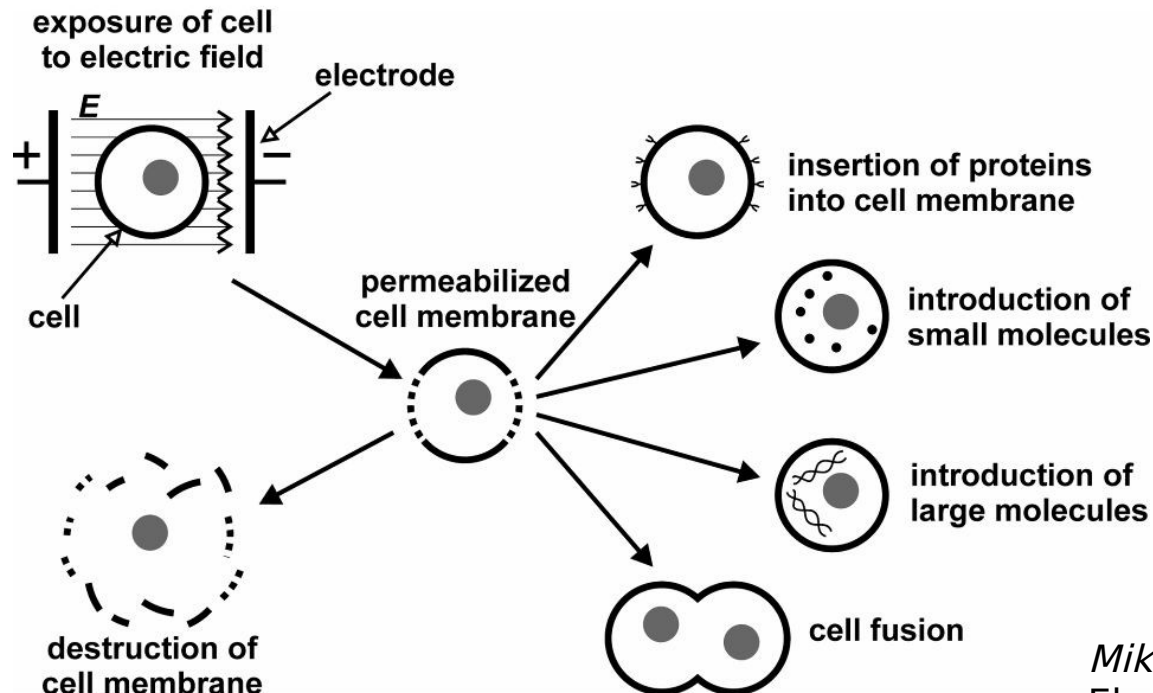 exposure of cell
to electric field
electrode
E
+
−
cell
permeabilized
cell membrane
insertion of proteins
into cell membrane
introduction of
small molecules
introduction of
large molecules
cell fusion
destruction of
cell membrane
Mik